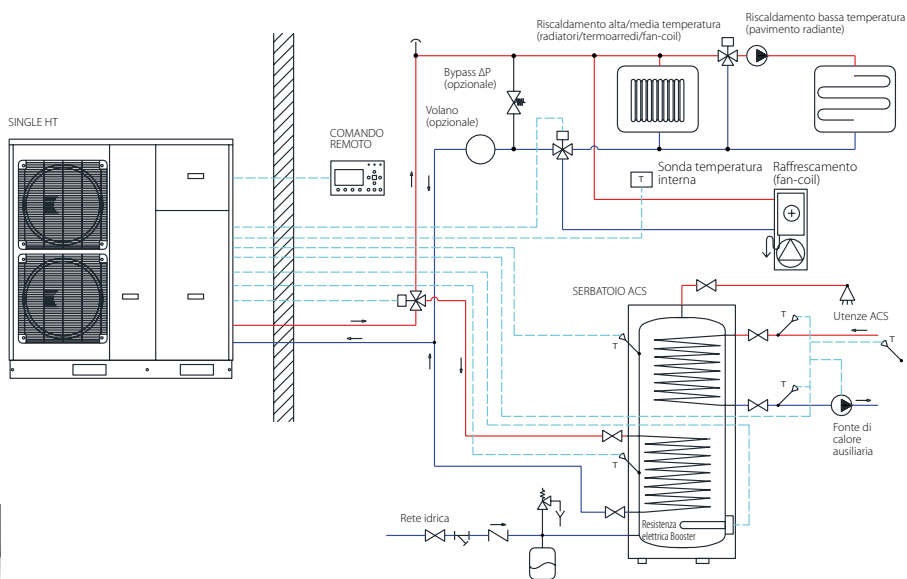 Riscaldamento alta/media temperatura
(radiatori/termoarredi/fan-coil)
Riscaldamento bassa temperatura
(pavimento radiante)
Bypass ΔP
(opzionale)
Volano
(opzionale)
SINGLE HT
COMANDO
REMOTO
Sonda temperatura
interna
T
Raffrescamento
(fan-coil)
SERBATOIO ACS
Utenze ACS
T
T
T
T
T
Fonte di
calore
ausiliaria
Rete idrica
Resistenza
elettrica Booster